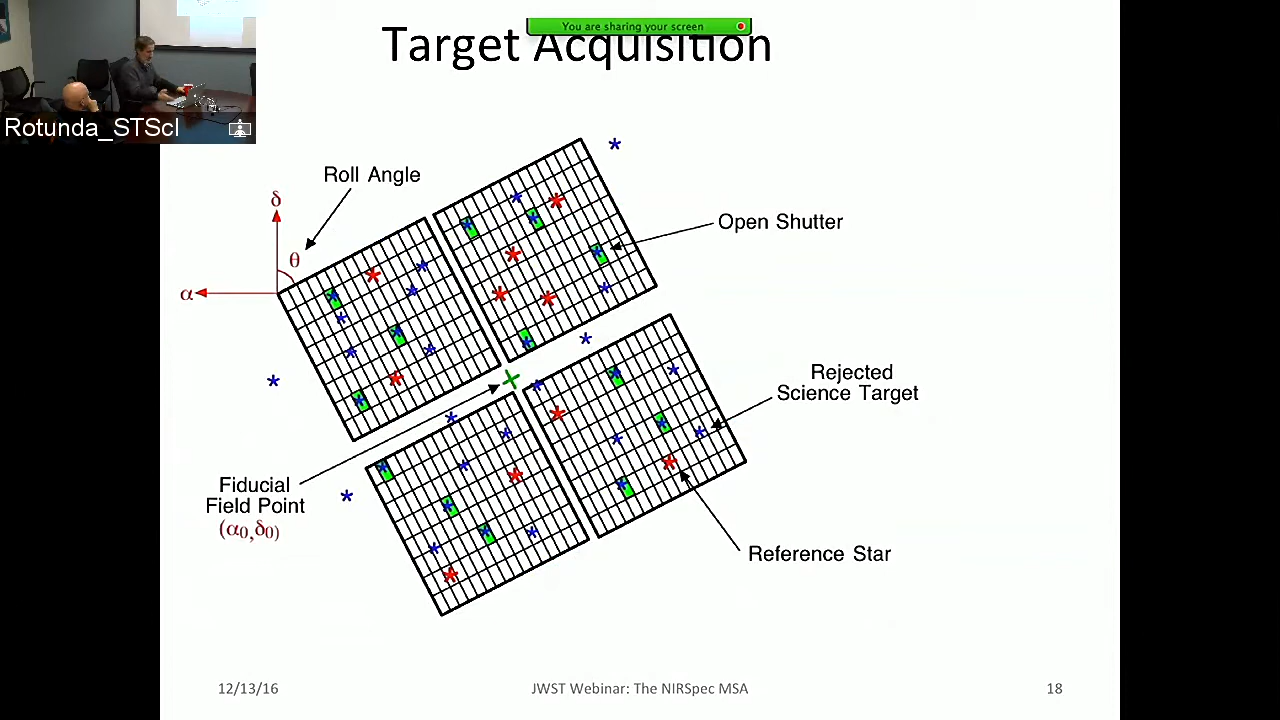 You are sharing your screen
Target Acquisition
Rotunda_STScI
Roll Angle
δ
θ
α
Open Shutter
Rejected
Science Target
Fiducial
Field Point
(α0,δ0)
Reference Star
12/13/16
JWST Webinar: The NIRSpec MSA
18